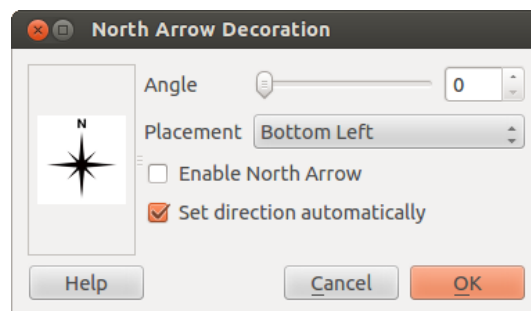 North Arrow Decoration
Angle 0
N
Placement Bottom Left
Enable North Arrow
Set direction automatically
Help Cancel OK